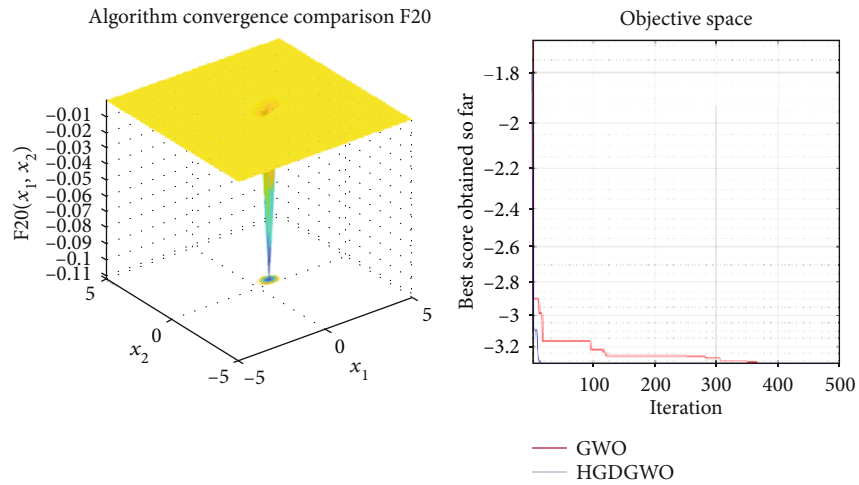 Algorithm convergence comparison F20
–0.01
–0.02
–0.03
–0.04
–0.05
–0.06
–0.07
–0.08
–0.09
–0.1
–0.11
F20(x₁, x₂)
5
0
–5
x₂
–5
0
5
x₁
Objective space
Best score obtained so far
–1.8
–2
–2.2
–2.4
–2.6
–2.8
–3
–3.2
100 200 300 400 500
Iteration
GWO
HGDGWO